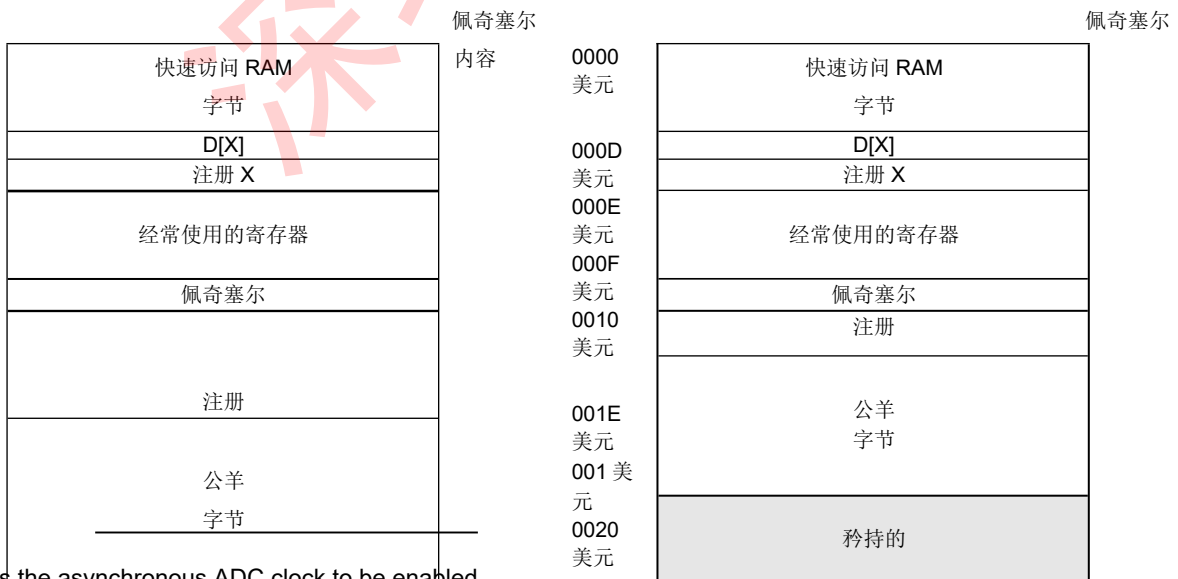 佩奇塞尔
内容
快速访问 RAM
字节
D[X]
注册 X
经常使用的寄存器
佩奇塞尔
注册
公羊
字节
s the asynchronous ADC clock to be enabled
0000
美元
000D
美元
000E
美元
000F
美元
0010
美元
001E
美元
001 美
元
0020
美元
佩奇塞尔
快速访问 RAM
字节
D[X]
注册 X
经常使用的寄存器
佩奇塞尔
注册
公羊
字节
矜持的